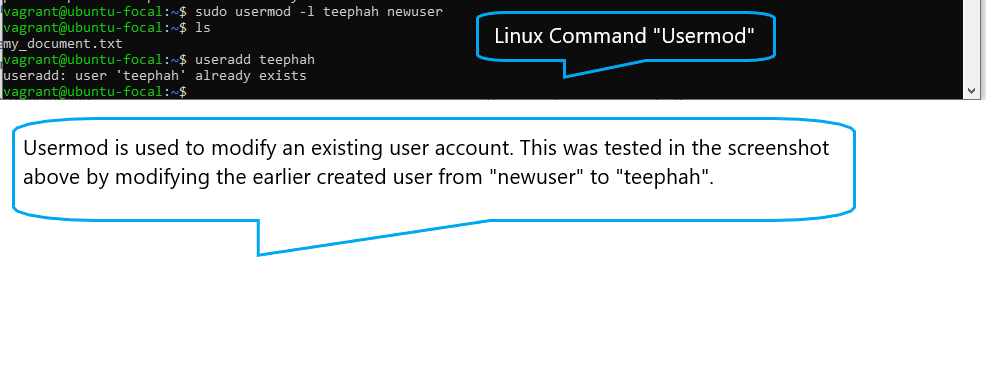 vagrant@ubuntu-focal:~$ sudo usermod -l teephah newuser
vagrant@ubuntu-focal:~$ ls
my_document.txt
vagrant@ubuntu-focal:~$ useradd teephah
useradd: user 'teephah' already exists
vagrant@ubuntu-focal:~$
Linux Command "Usermod"
Usermod is used to modify an existing user account. This was tested in the screenshot
above by modifying the earlier created user from "newuser" to "teephah".